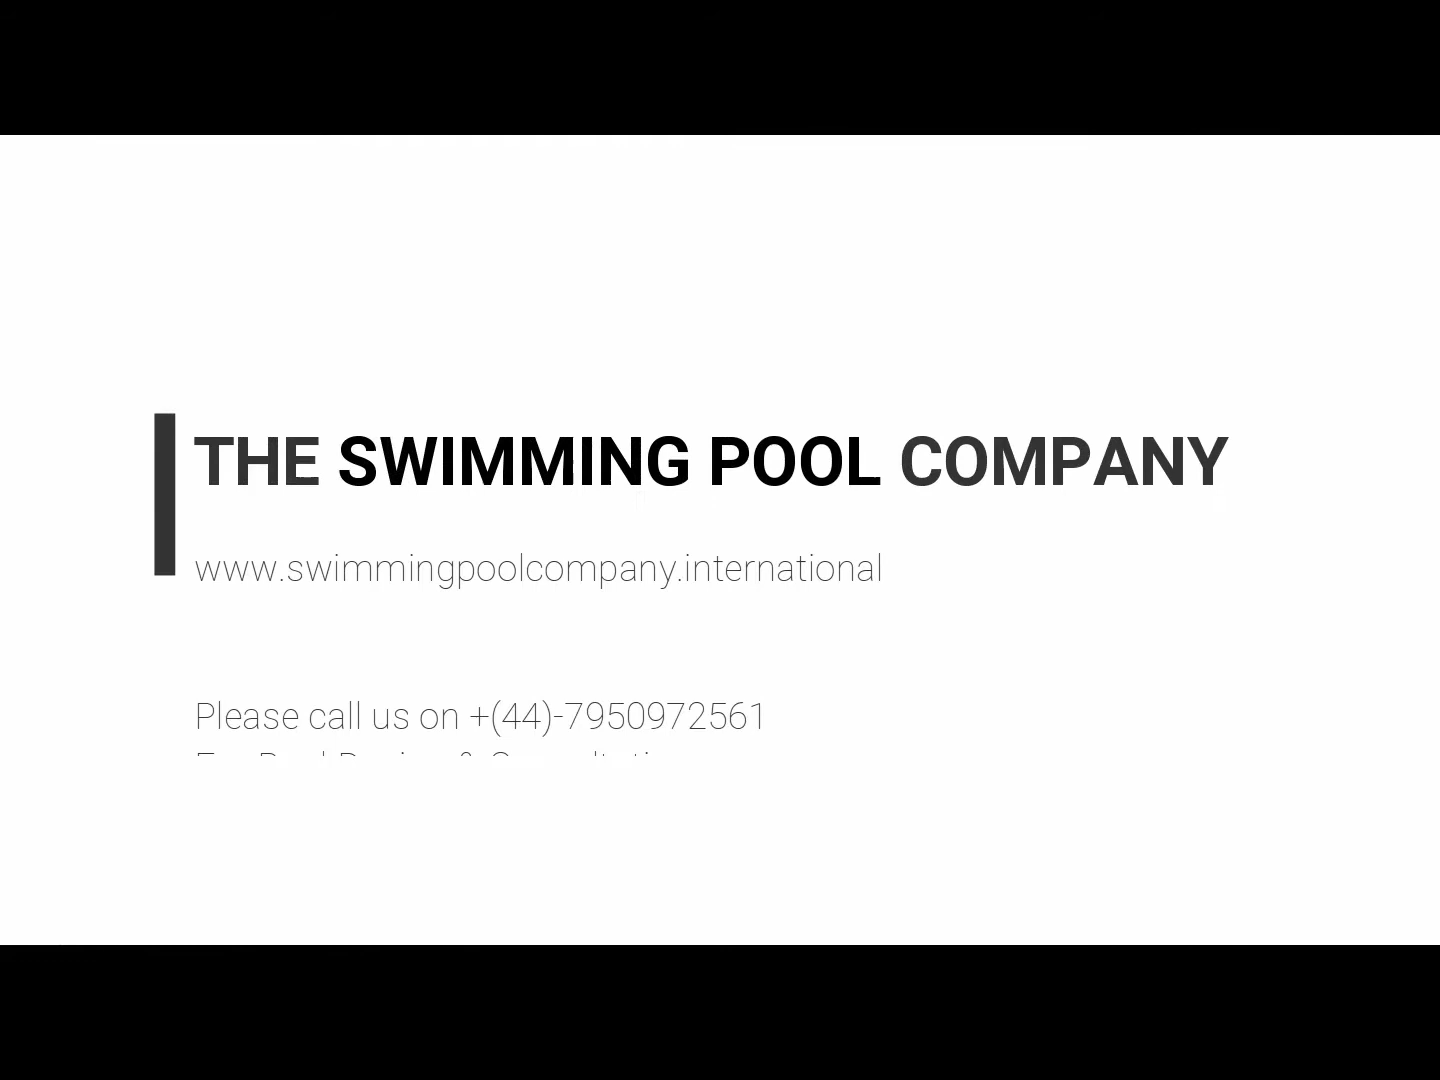 THE SWIMMING POOL COMPANY
www.swimmingpoolcompany.international
Please call us on +(44)-7950972561